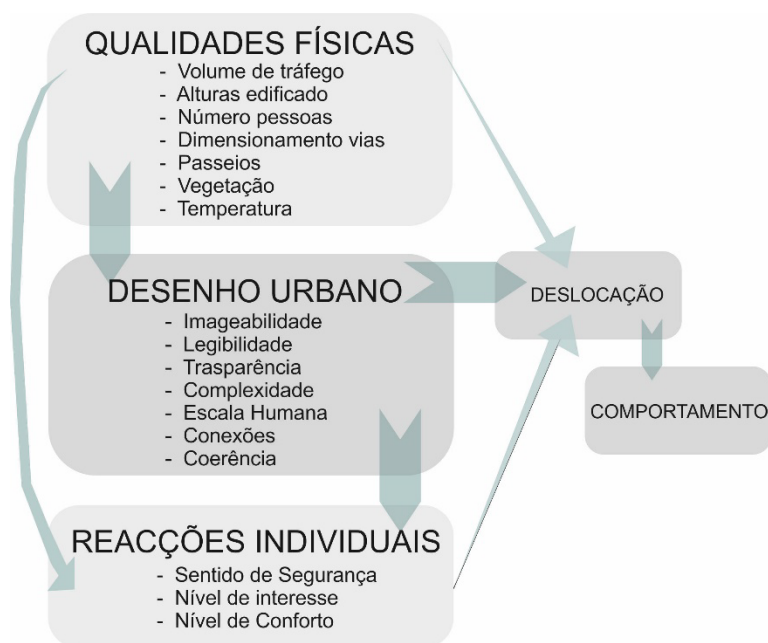 QUALIDADES FÍSICAS
- Volume de tráfego
- Alturas edificado
- Número pessoas
- Dimensionamento vias
- Passeios
- Vegetação
- Temperatura
DESENHO URBANO
- Imageabilidade
- Legibilidade
- Trasparência
- Complexidade
- Escala Humana
- Conexões
- Coerência
REACÇÕES INDIVIDUAIS
- Sentido de Segurança
- Nível de interesse
- Nível de Conforto
DESLOCAÇÃO
COMPORTAMENTO